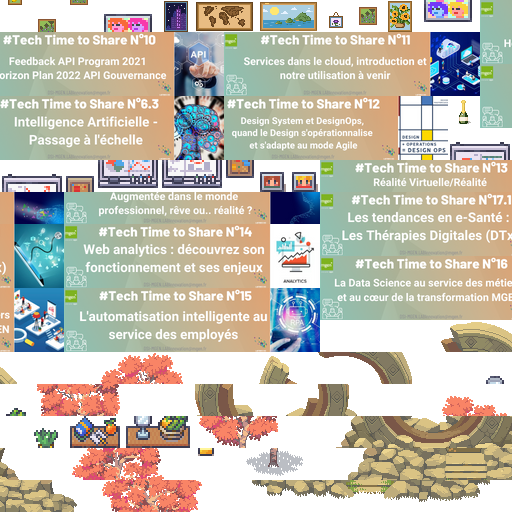 #Tech Time to Share N°10
Feedback API Program 2021
orizon Plan 2022 API Gouvernance
API
#Tech Time to Share N°11
Services dans le cloud, introduction et
notre utilisation à venir
#Tech Time to Share N°6.3
Intelligence Artificielle -
Passage à l'échelle
#Tech Time to Share N°12
Design System et DesignOps,
quand le Design s'opérationnalise
et s'adapte au mode Agile
DESIGN
+ OPERATIONS
= DESIGN OPS
#Tech Time to Share N°13
Réalité Virtuelle/Réalité
Augmentée dans le monde
professionnel, rêve ou... réalité ?
#Tech Time to Share N°17.1
Les tendances en e-Santé :
Les Thérapies Digitales (DTx
#Tech Time to Share N°14
Web analytics : découvrez son
fonctionnement et ses enjeux
ANALYTICS
#Tech Time to Share N°16
La Data Science au service des métie
et au cœur de la transformation MGE
#Tech Time to Share N°15
L'automatisation intelligente au
service des employés